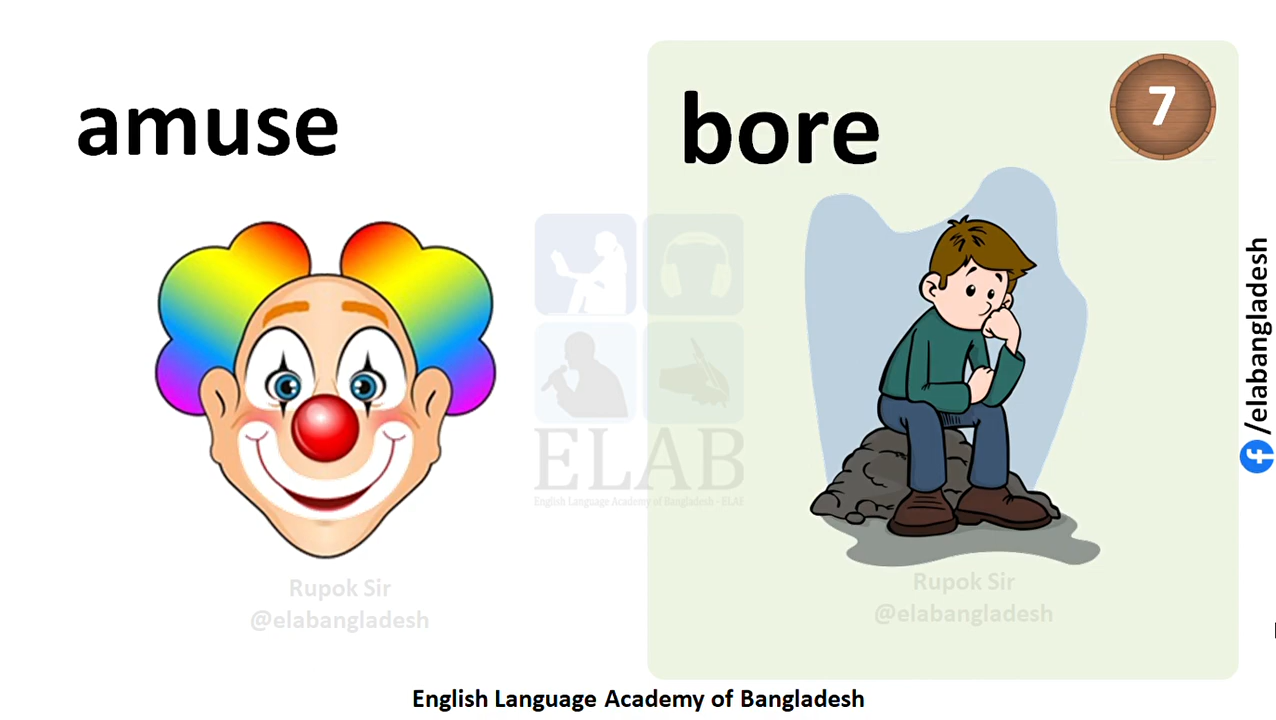 amuse
bore
7
ELAB
English Language Academy of Bangladesh - ELAB
Rupok Sir
@elabangladesh
Rupok Sir
@elabangladesh
/elabangladesh
English Language Academy of Bangladesh